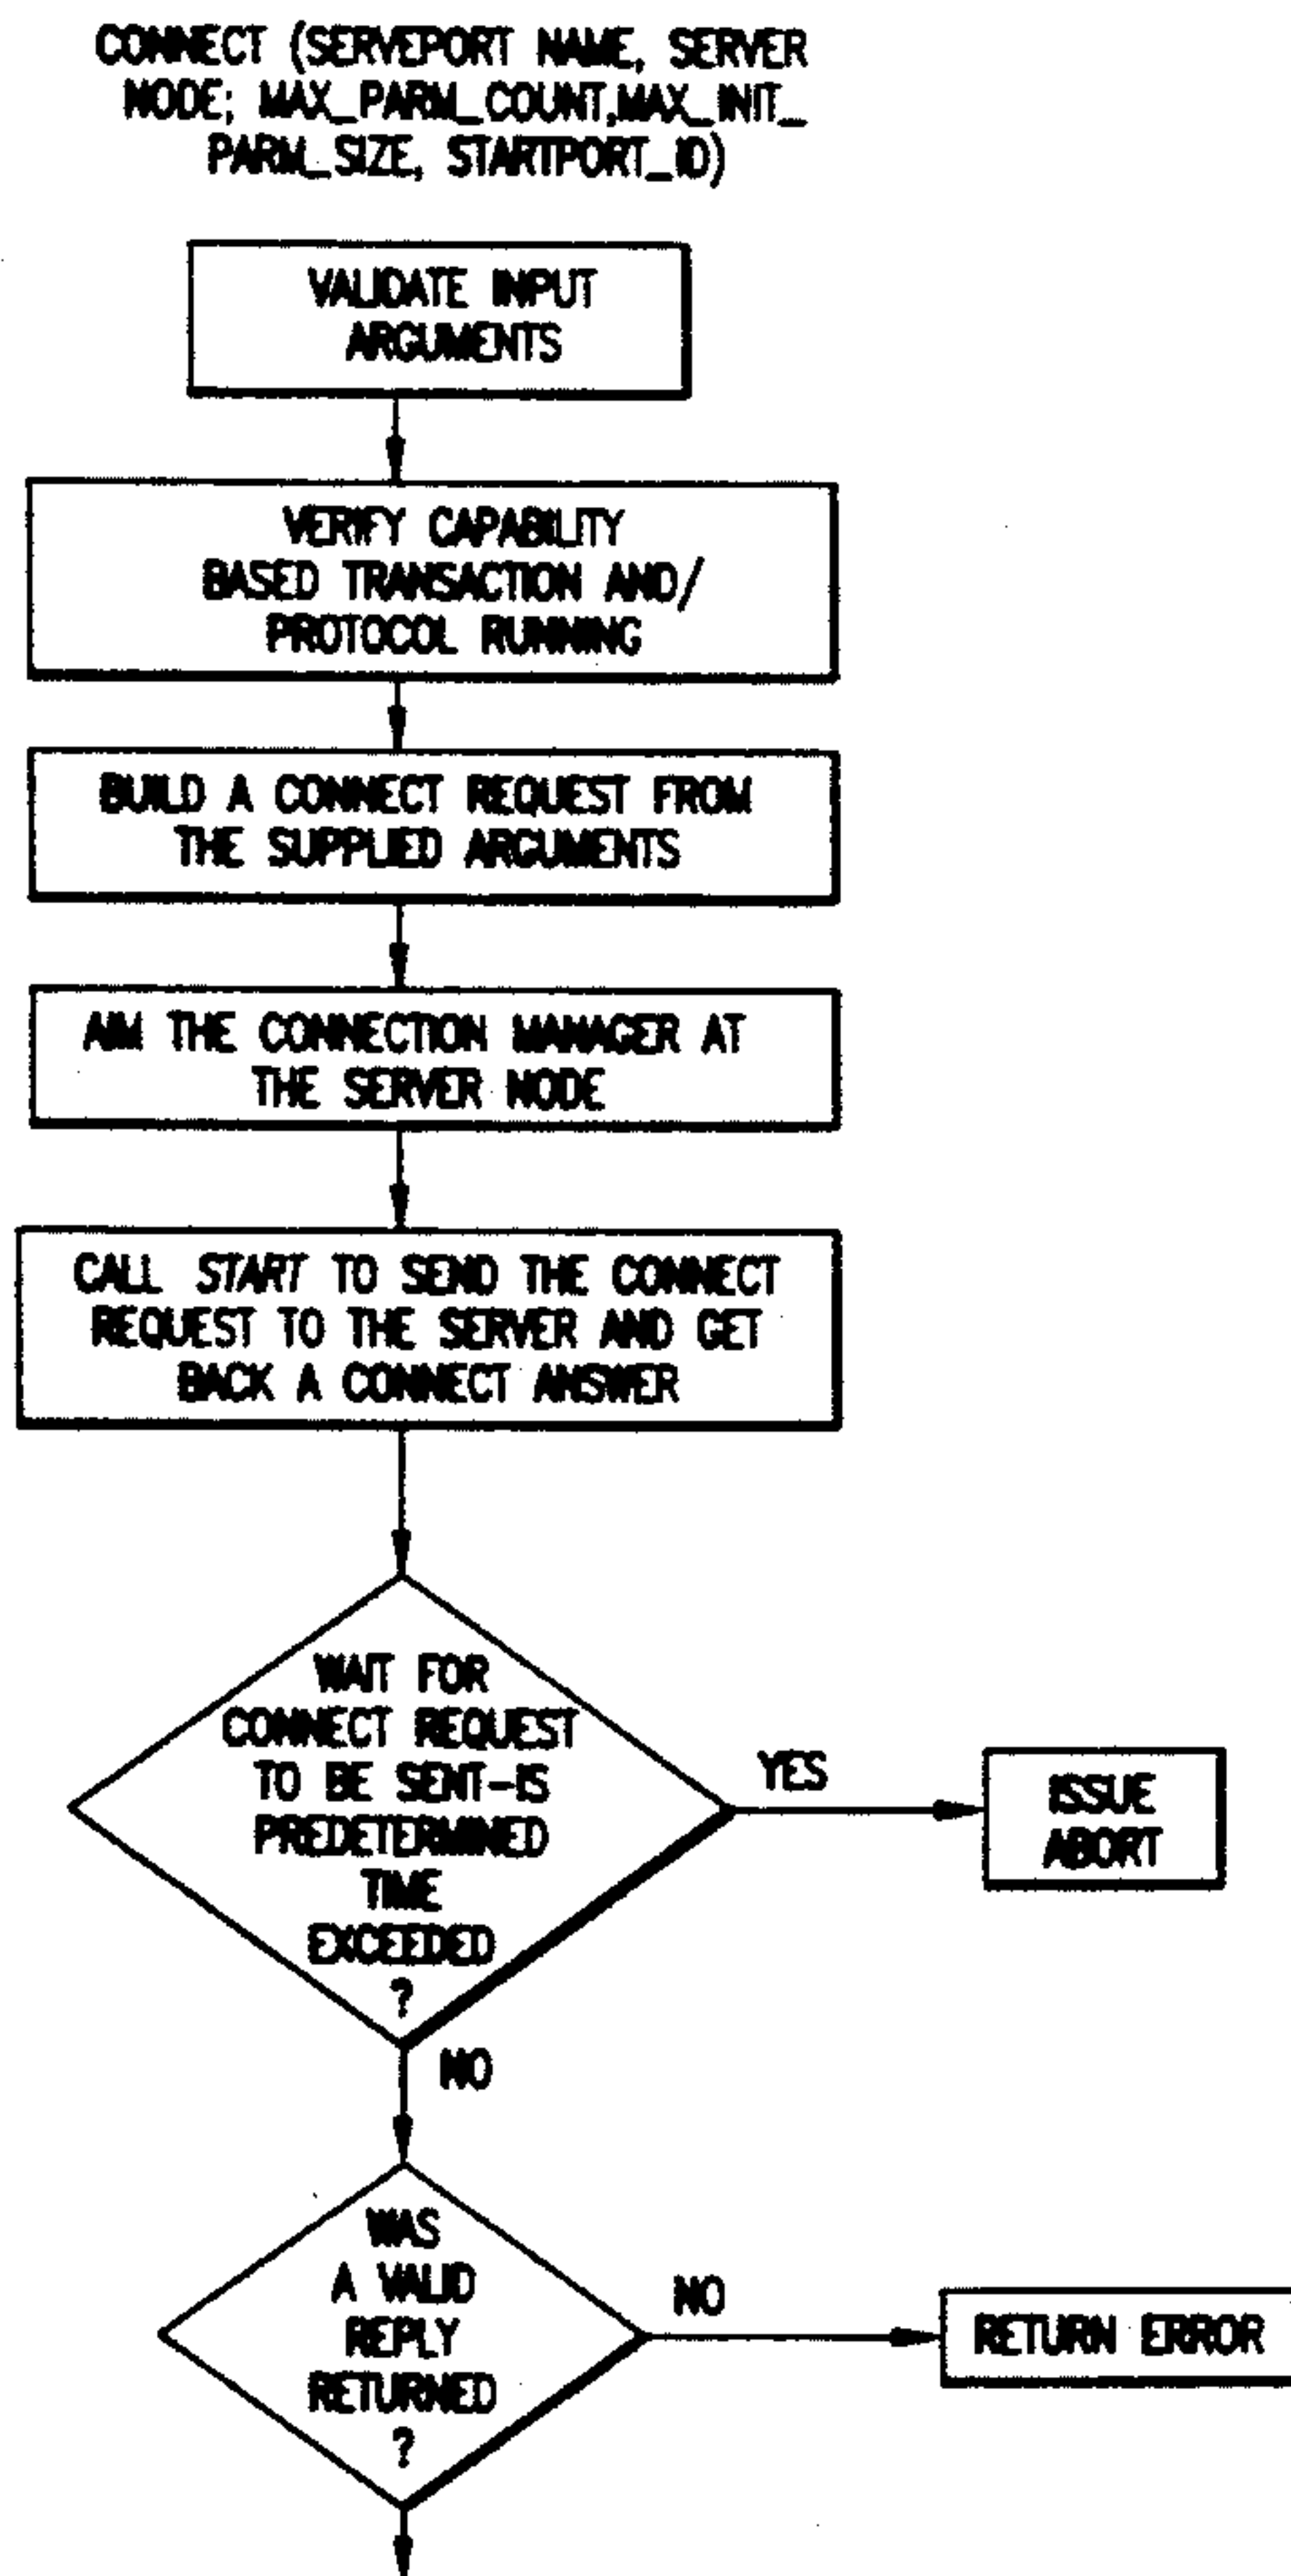 CONNECT (SERVEPORT NAME, SERVER
NODE; MAX_PARM_COUNT,MAX_INIT_
PARM_SIZE, STARTPORT_ID)
VALIDATE INPUT
ARGUMENTS
VERIFY CAPABILITY
BASED TRANSACTION AND/
PROTOCOL RUNNING
BUILD A CONNECT REQUEST FROM
THE SUPPLIED ARGUMENTS
AIM THE CONNECTION MANAGER AT
THE SERVER NODE
CALL START TO SEND THE CONNECT
REQUEST TO THE SERVER AND GET
BACK A CONNECT ANSWER
WAIT FOR
CONNECT REQUEST
TO BE SENT-IS
PREDETERMINED
TIME
EXCEEDED
?
YES
ISSUE
ABORT
NO
WAS
A VALID
REPLY
RETURNED
?
NO
RETURN ERROR